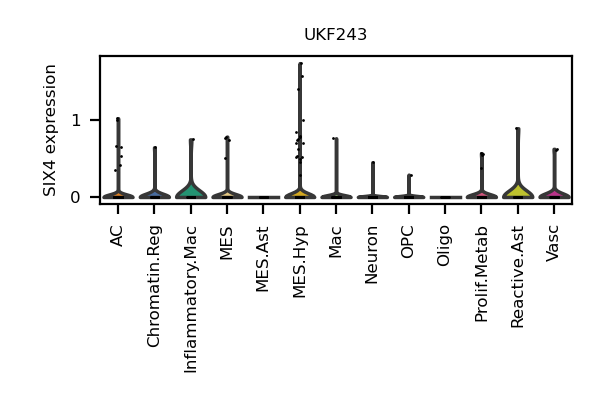 UKF243
SIX4 expression
1
0
AC
Chromatin.Reg
Inflammatory.Mac
MES
MES.Ast
MES.Hyp
Mac
Neuron
OPC
Oligo
Prolif.Metab
Reactive.Ast
Vasc